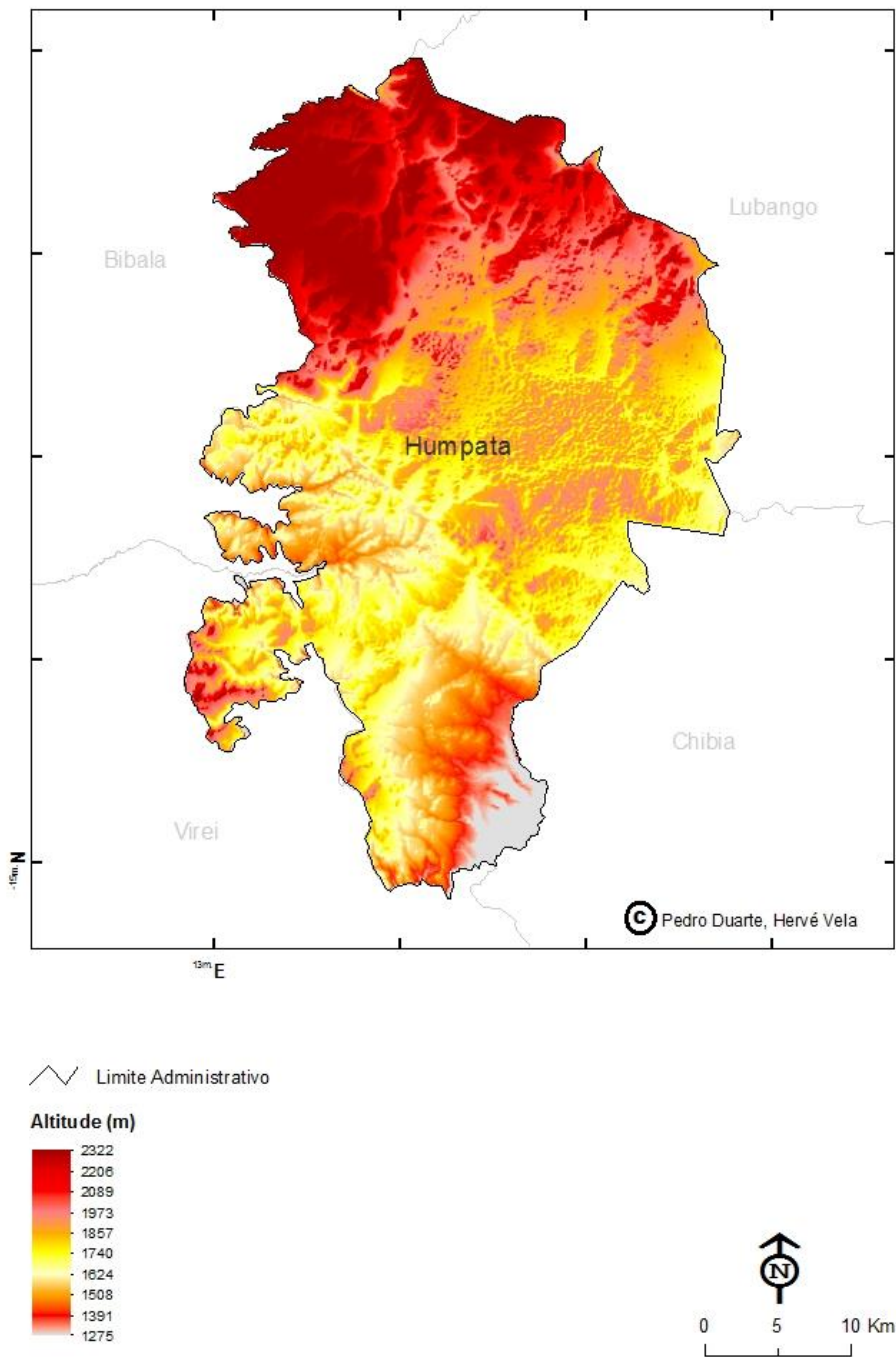 Lubango
Bibala
Humpata
Chibia
Virei
-15m. N
© Pedro Duarte, Hervé Vela
13m. E
Limite Administrativo
Altitude (m)
2322
2206
2089
1973
1857
1740
1624
1508
1391
1275
N
0 5 10 Km